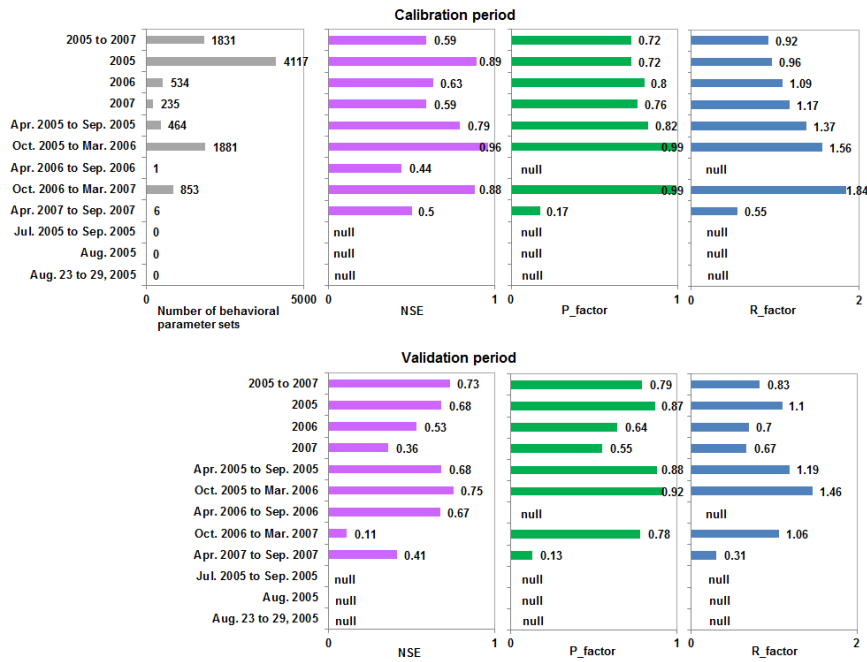 Calibration period
2005 to 2007 1831 0.59 0.72 0.92
2005 4117 0.89 0.72 0.96
2006 534 0.63 0.8 1.09
2007 235 0.59 0.76 1.17
Apr. 2005 to Sep. 2005 464 0.79 0.82 1.37
Oct. 2005 to Mar. 2006 1881 0.96 0.99 1.56
Apr. 2006 to Sep. 2006 1 0.44 null null
Oct. 2006 to Mar. 2007 853 0.88 0.99 1.84
Apr. 2007 to Sep. 2007 6 0.5 0.17 0.55
Jul. 2005 to Sep. 2005 0 null null null
Aug. 2005 0 null null null
Aug. 23 to 29, 2005 0 null null null
0 5000 0 1 0 1 0 2
Number of behavioral NSE P_factor R_factor
parameter sets
Validation period
2005 to 2007 0.73 0.79 0.83
2005 0.68 0.87 1.1
2006 0.53 0.64 0.7
2007 0.36 0.55 0.67
Apr. 2005 to Sep. 2005 0.68 0.88 1.19
Oct. 2005 to Mar. 2006 0.75 0.92 1.46
Apr. 2006 to Sep. 2006 0.67 null null
Oct. 2006 to Mar. 2007 0.11 0.78 1.06
Apr. 2007 to Sep. 2007 0.41 0.13 0.31
Jul. 2005 to Sep. 2005 null null null
Aug. 2005 null null null
Aug. 23 to 29, 2005 null null null
0 1 0 1 0 2
NSE P_factor R_factor